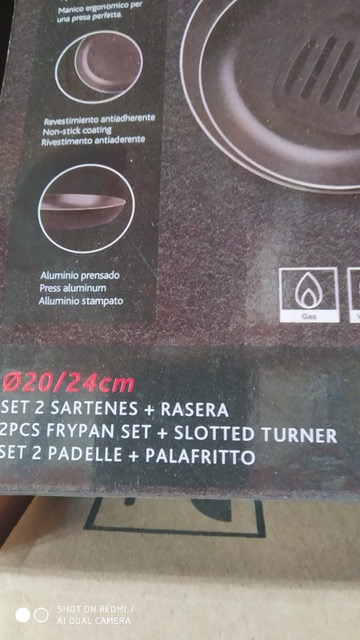 Manico ergonomico per
una presa perfetta.
Revestimiento antiadherente
Non-stick coating
Rivestimento antiaderente
Aluminio prensado
Press aluminum
Alluminio stampato
Gas
Ø20/24cm
SET 2 SARTENES + RASERA
2PCS FRYPAN SET + SLOTTED TURNER
SET 2 PADELLE + PALAFRITTO
SHOT ON REDMI 7
AI DUAL CAMERA